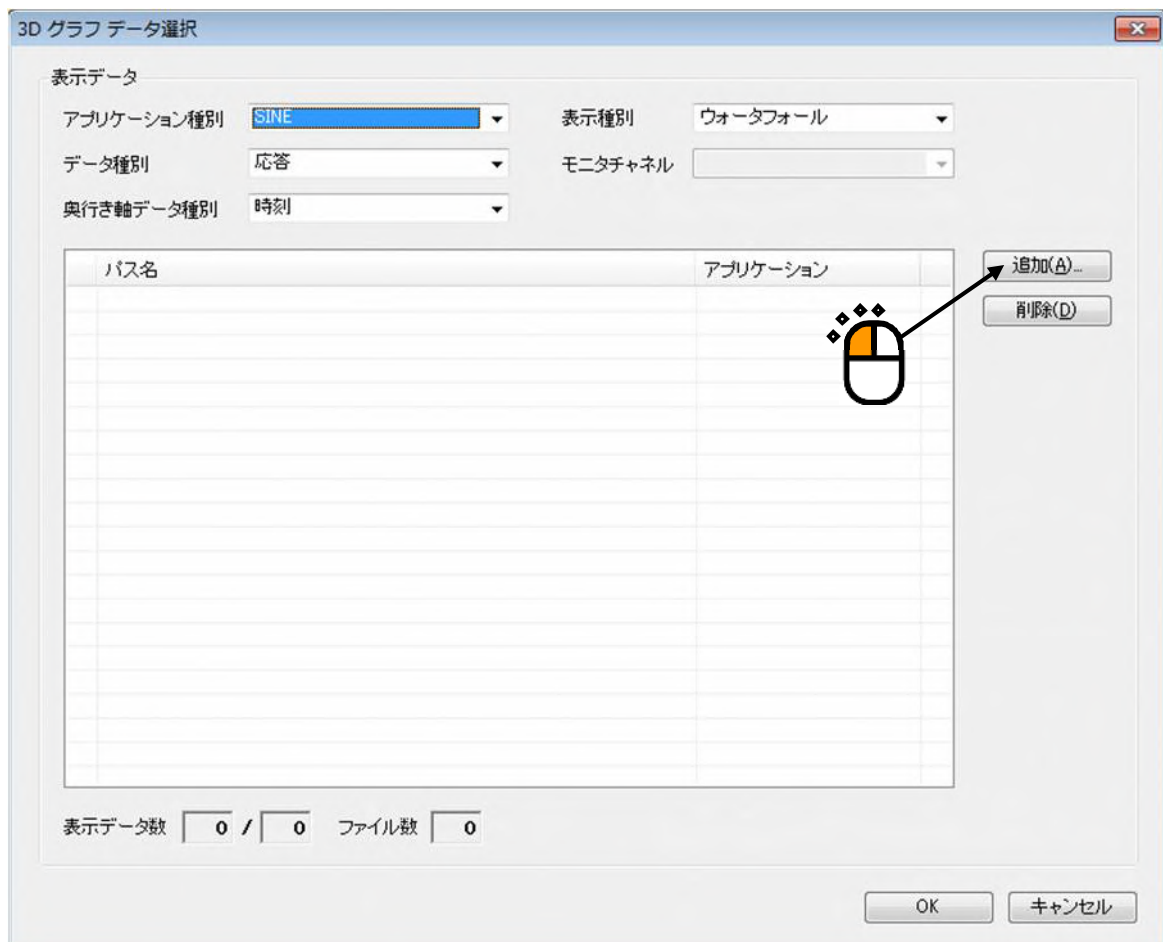 3D グラフ データ選択
表示データ
アプリケーション種別 SINE 表示種別 ウォータフォール
データ種別 応答 モニタチャネル
奥行き軸データ種別 時刻
パス名 アプリケーション 追加(A)...
削除(D)
表示データ数 0 / 0 ファイル数 0
OK キャンセル